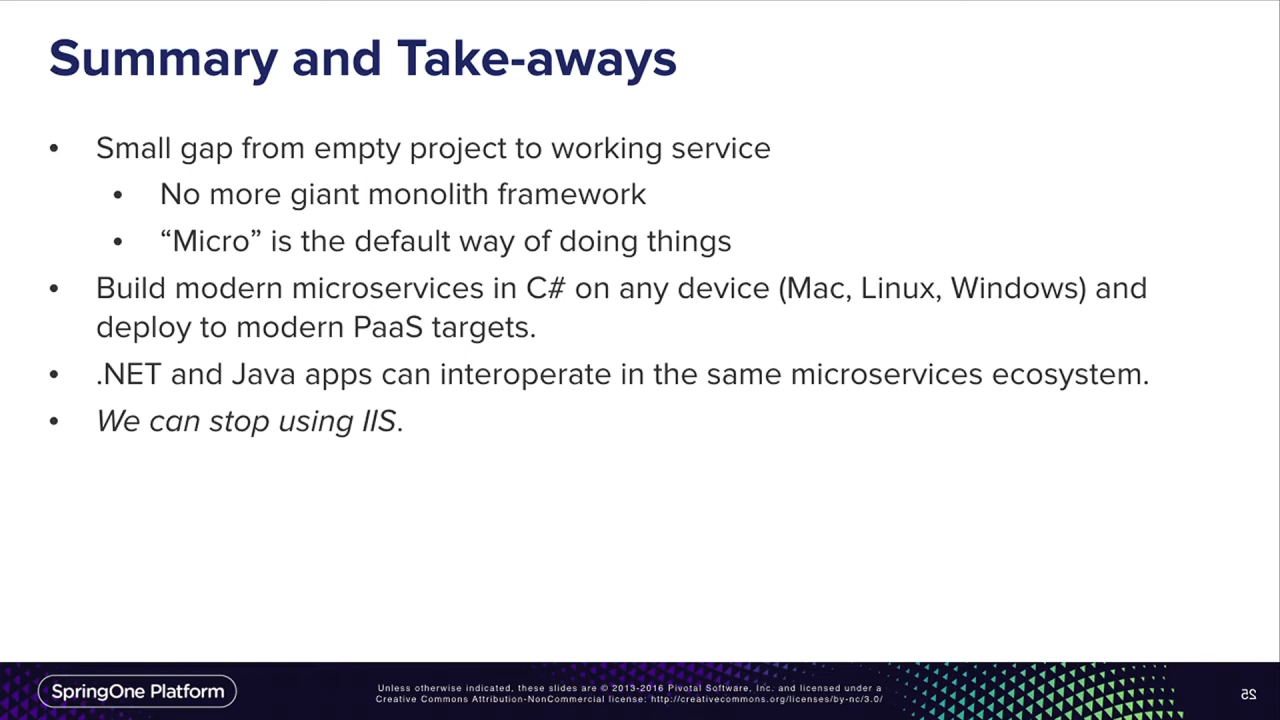 Summary and Take-aways
• Small gap from empty project to working service
• No more giant monolith framework
• “Micro” is the default way of doing things
• Build modern microservices in C# on any device (Mac, Linux, Windows) and
deploy to modern PaaS targets.
• .NET and Java apps can interoperate in the same microservices ecosystem.
• We can stop using IIS.
SpringOne Platform
Unless otherwise indicated, these slides are © 2013-2016 Pivotal Software, Inc. and licensed under a
Creative Commons Attribution-NonCommercial license: http://creativecommons.org/licenses/by-nc/3.0/
25